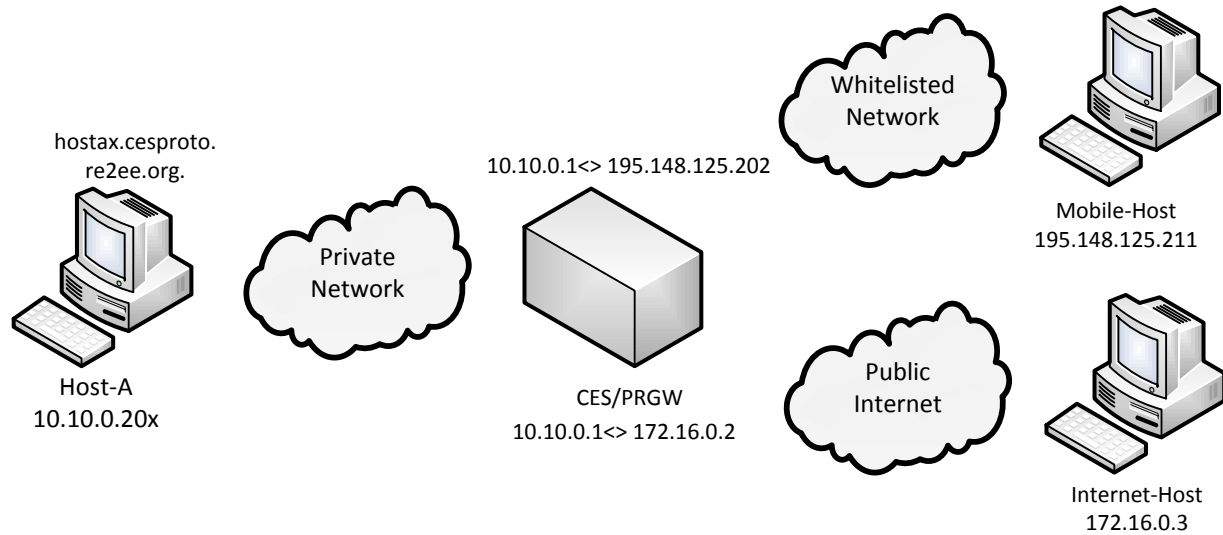 hostax.cesproto.
re2ee.org.
Host-A
10.10.0.20x
Private
Network
10.10.0.1<> 195.148.125.202
CES/PRGW
10.10.0.1<> 172.16.0.2
Whitelisted
Network
Mobile-Host
195.148.125.211
Public
Internet
Internet-Host
172.16.0.3